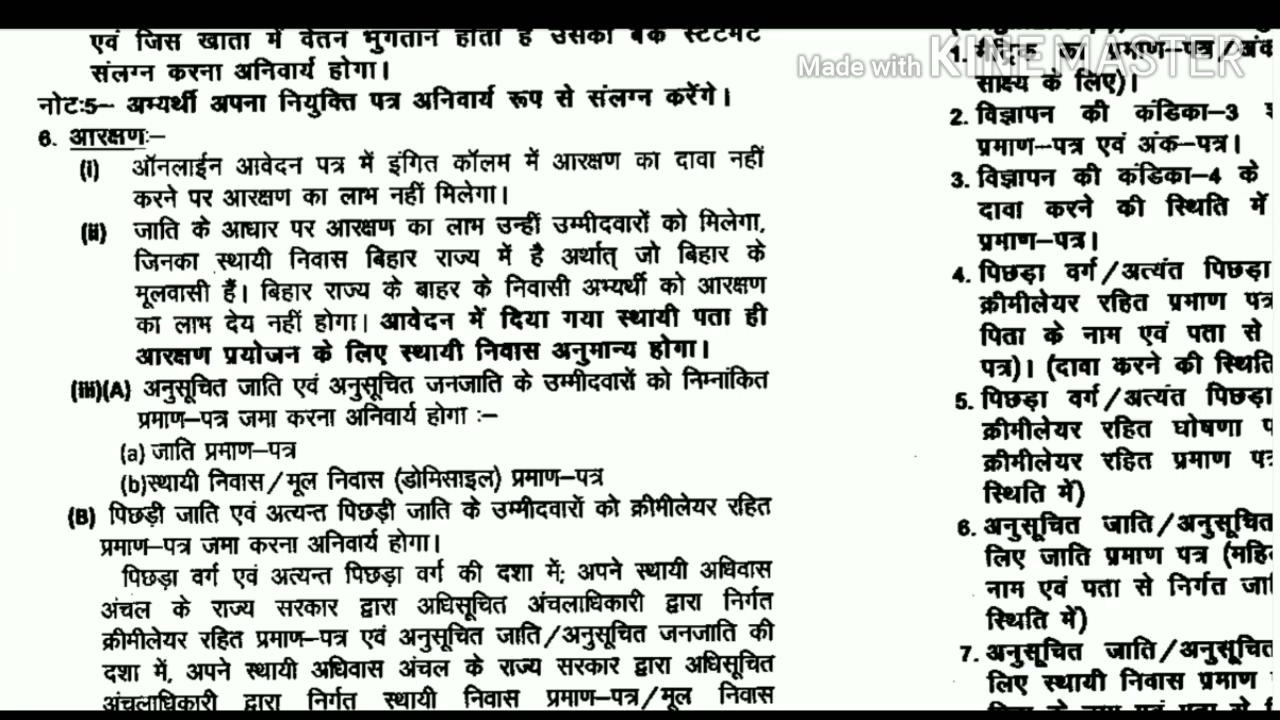 एवं जिस खाता में वेतन भुगतान होता है उसका बैंक स्टेटमेंट
संलग्न करना अनिवार्य होगा।
नोटः5– अभ्यर्थी अपना नियुक्ति पत्र अनिवार्य रूप से संलग्न करेंगे।
6. आरक्षणः–
(i) ऑनलाईन आवेदन पत्र में इंगित कॉलम में आरक्षण का दावा नहीं
करने पर आरक्षण का लाभ नहीं मिलेगा।
(ii) जाति के आधार पर आरक्षण का लाभ उन्हीं उम्मीदवारों को मिलेगा,
जिनका स्थायी निवास बिहार राज्य में है अर्थात् जो बिहार के
मूलवासी हैं। बिहार राज्य के बाहर के निवासी अभ्यर्थी को आरक्षण
का लाभ देय नहीं होगा। आवेदन में दिया गया स्थायी पता ही
आरक्षण प्रयोजन के लिए स्थायी निवास अनुमान्य होगा।
(iii)(A) अनुसूचित जाति एवं अनुसूचित जनजाति के उम्मीदवारों को निम्नांकित
प्रमाण–पत्र जमा करना अनिवार्य होगा :–
(a) जाति प्रमाण–पत्र
(b)स्थायी निवास/मूल निवास (डोमिसाइल) प्रमाण–पत्र
(B) पिछड़ी जाति एवं अत्यन्त पिछड़ी जाति के उम्मीदवारों को क्रीमीलेयर रहित
प्रमाण–पत्र जमा करना अनिवार्य होगा।
पिछड़ा वर्ग एवं अत्यन्त पिछड़ा वर्ग की दशा में; अपने स्थायी अधिवास
अंचल के राज्य सरकार द्वारा अधिसूचित अंचलाधिकारी द्वारा निर्गत
क्रीमीलेयर रहित प्रमाण–पत्र एवं अनुसूचित जाति/अनुसूचित जनजाति की
दशा में, अपने स्थायी अधिवास अंचल के राज्य सरकार द्वारा अधिसूचित
अंचलाधिकारी द्वारा निर्गत स्थायी निवास प्रमाण–पत्र/मूल निवास
Made with KINEMASTER
1. मैट्रिक का प्रमाण–पत्र/अंक
साक्ष्य के लिए)।
2. विज्ञापन की कंडिका–3
प्रमाण–पत्र एवं अंक–पत्र।
3. विज्ञापन की कंडिका–4 के
दावा करने की स्थिति में
प्रमाण–पत्र।
4. पिछड़ा वर्ग/अत्यंत पिछड़ा
क्रीमीलेयर रहित प्रमाण पत्र
पिता के नाम एवं पता से
पत्र)। (दावा करने की स्थिति
5. पिछड़ा वर्ग/अत्यंत पिछड़ा
क्रीमीलेयर रहित घोषणा
क्रीमीलेयर रहित प्रमाण
स्थिति में)
6. अनुसूचित जाति/अनुसूचित
लिए जाति प्रमाण पत्र
नाम एवं पता से निर्गत
स्थिति में)
7. अनुसूचित जाति/अनुसूचित
लिए स्थायी निवास प्रमाण